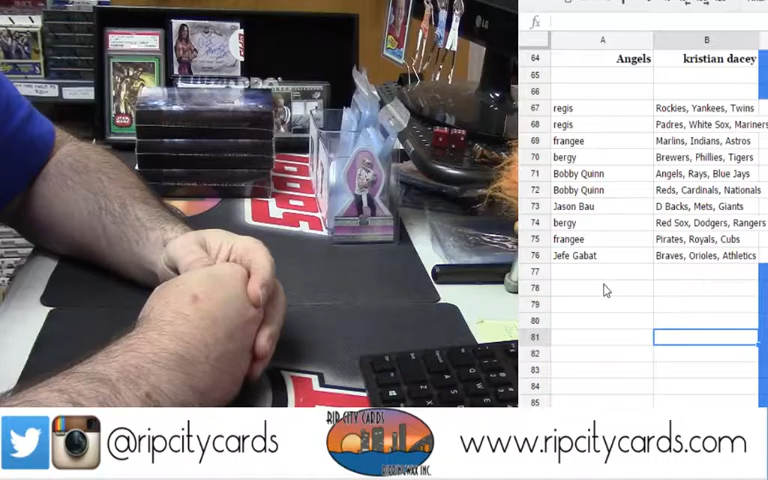 fx
A B
64 Angels kristian dacey
65
66
67 regis Rockies, Yankees, Twins
68 regis Padres, White Sox, Mariners
69 frangee Marlins, Indians, Astros
70 bergy Brewers, Phillies, Tigers
71 Bobby Quinn Angels, Rays, Blue Jays
72 Bobby Quinn Reds, Cardinals, Nationals
73 Jason Bau D Backs, Mets, Giants
74 bergy Red Sox, Dodgers, Rangers
75 frangee Pirates, Royals, Cubs
76 Jefe Gabat Braves, Orioles, Athletics
77
78
79
80
81
82
83
84
85
LG
RIP CITY CARDS
RIPPINGWAX INC.
@ripcitycards
www.ripcitycards.com